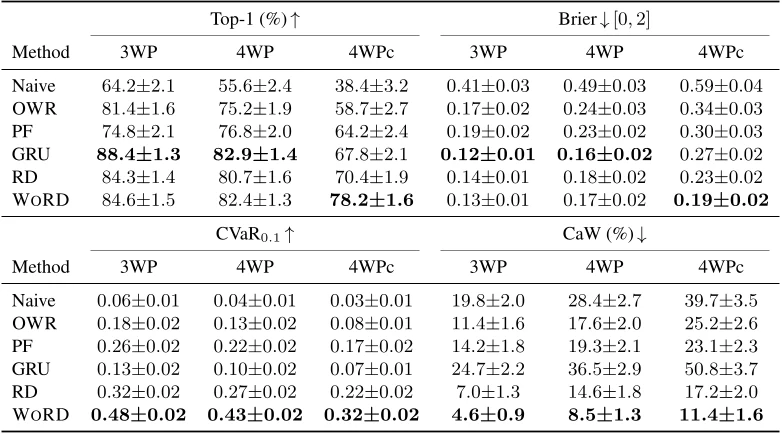 Top-1 (%) ↑ Brier ↓ [0, 2]
Method 3WP 4WP 4WPc 3WP 4WP 4WPc
Naive 64.2±2.1 55.6±2.4 38.4±3.2 0.41±0.03 0.49±0.03 0.59±0.04
OWR 81.4±1.6 75.2±1.9 58.7±2.7 0.17±0.02 0.24±0.03 0.34±0.03
PF 74.8±2.1 76.8±2.0 64.2±2.4 0.19±0.02 0.23±0.02 0.30±0.03
GRU 88.4±1.3 82.9±1.4 67.8±2.1 0.12±0.01 0.16±0.02 0.27±0.02
RD 84.3±1.4 80.7±1.6 70.4±1.9 0.14±0.01 0.18±0.02 0.23±0.02
WORD 84.6±1.5 82.4±1.3 78.2±1.6 0.13±0.01 0.17±0.02 0.19±0.02
CVaR0.1 ↑ CaW (%) ↓
Method 3WP 4WP 4WPc 3WP 4WP 4WPc
Naive 0.06±0.01 0.04±0.01 0.03±0.01 19.8±2.0 28.4±2.7 39.7±3.5
OWR 0.18±0.02 0.13±0.02 0.08±0.01 11.4±1.6 17.6±2.0 25.2±2.6
PF 0.26±0.02 0.22±0.02 0.17±0.02 14.2±1.8 19.3±2.1 23.1±2.3
GRU 0.13±0.02 0.10±0.02 0.07±0.01 24.7±2.2 36.5±2.9 50.8±3.7
RD 0.32±0.02 0.27±0.02 0.22±0.02 7.0±1.3 14.6±1.8 17.2±2.0
WORD 0.48±0.02 0.43±0.02 0.32±0.02 4.6±0.9 8.5±1.3 11.4±1.6